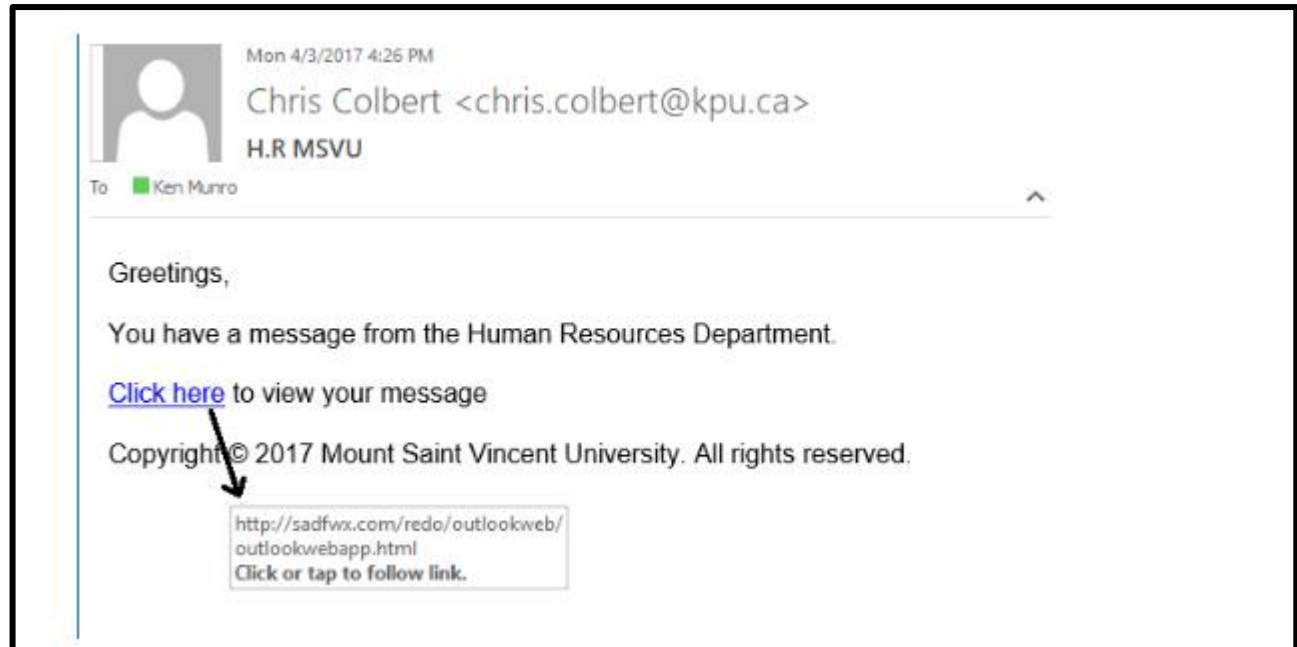 Mon 4/3/2017 4:26 PM
Chris Colbert <chris.colbert@kpu.ca>
H.R MSVU
To Ken Munro
Greetings,
You have a message from the Human Resources Department.
Click here to view your message
Copyright © 2017 Mount Saint Vincent University. All rights reserved.
http://sadfwx.com/redo/outlookweb/
outlookwebapp.html
Click or tap to follow link.